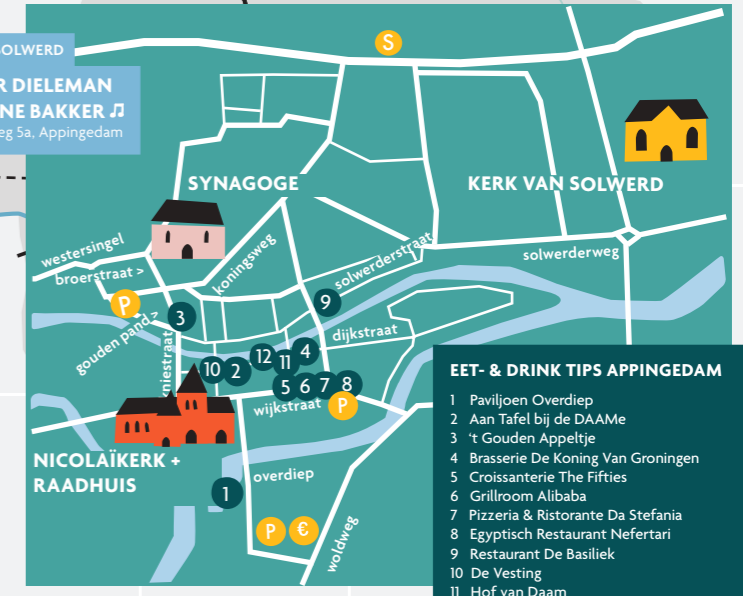 SOLWERD
R DIELEMAN
NE BAKKER ♫
eg 5a, Appingedam
S
SYNAGOGE
KERK VAN SOLWERD
westersingel
broerstraat >
koningsweg
solwerderstraat
solwerderweg
P
3
9
gouden pand >
kniestraat
dijkstraat
10
2
12
11
4
5
6
7
8
wijkstraat
P
NICOLAÏKERK +
RAADHUIS
overdiep
1
P
€
woldweg
EET- & DRINK TIPS APPINGEDAM
1 Paviljoen Overdiep
2 Aan Tafel bij de DAAMe
3 ‘t Gouden Appeltje
4 Brasserie De Koning Van Groningen
5 Croissanterie The Fifties
6 Grillroom Alibaba
7 Pizzeria & Ristorante Da Stefania
8 Egyptisch Restaurant Nefertari
9 Restaurant De Basiliek
10 De Vesting
11 Hof van Daam